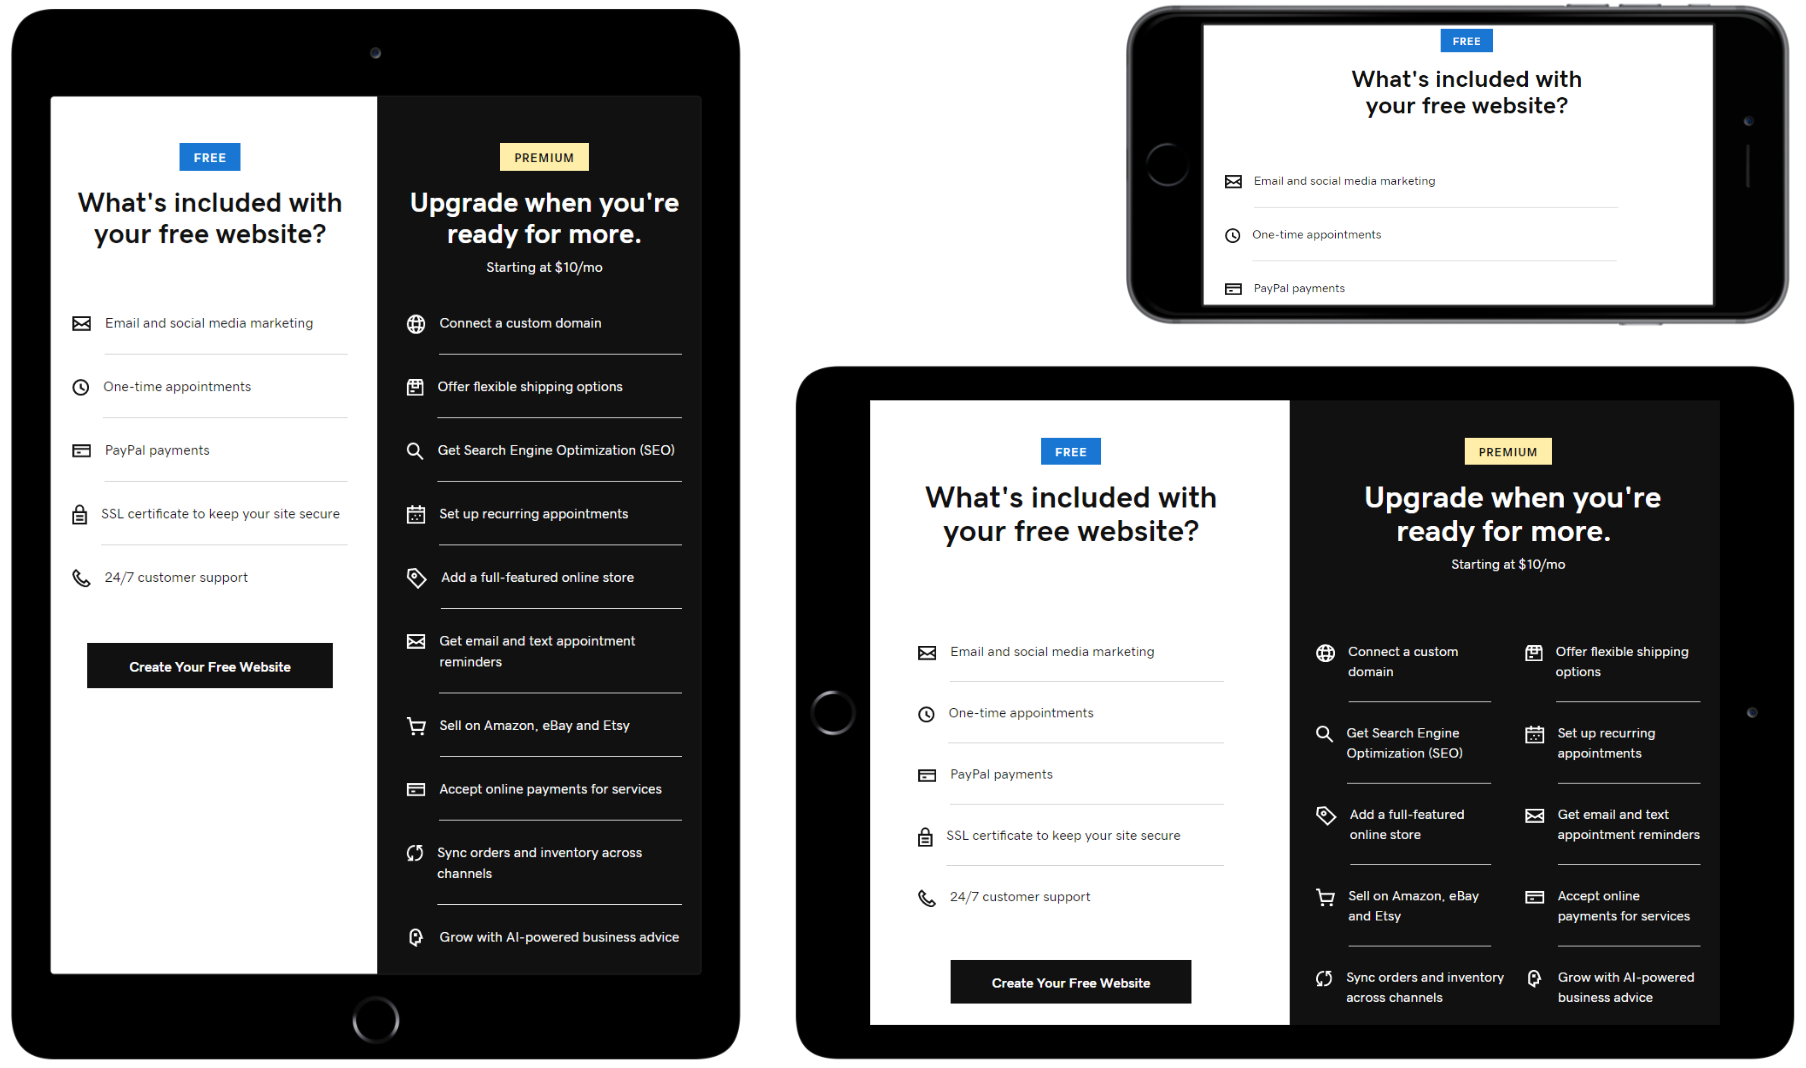 FREE
What's included with
your free website?
Email and social media marketing
One-time appointments
PayPal payments
SSL certificate to keep your site secure
24/7 customer support
Create Your Free Website
PREMIUM
Upgrade when you're
ready for more.
Starting at $10/mo
Connect a custom domain
Offer flexible shipping options
Get Search Engine Optimization (SEO)
Set up recurring appointments
Add a full-featured online store
Get email and text appointment
reminders
Sell on Amazon, eBay and Etsy
Accept online payments for services
Sync orders and inventory across
channels
Grow with AI-powered business advice
FREE
What's included with
your free website?
Email and social media marketing
One-time appointments
PayPal payments
FREE
What's included with
your free website?
Email and social media marketing
One-time appointments
PayPal payments
SSL certificate to keep your site secure
24/7 customer support
Create Your Free Website
PREMIUM
Upgrade when you're
ready for more.
Starting at $10/mo
Connect a custom
domain
Offer flexible shipping
options
Get Search Engine
Optimization (SEO)
Set up recurring
appointments
Add a full-featured
online store
Get email and text
appointment reminders
Sell on Amazon, eBay
and Etsy
Accept online
payments for services
Sync orders and inventory
across channels
Grow with AI-powered
business advice